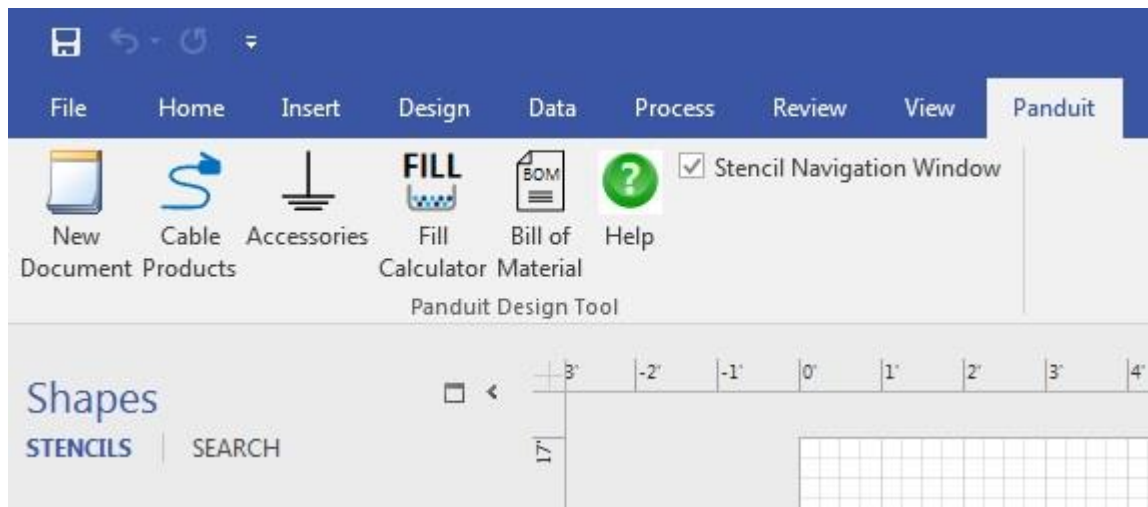 File Home Insert Design Data Process Review View Panduit
FILL BOM ? Stencil Navigation Window
New Cable Accessories Fill Bill of Help
Document Products Calculator Material
Panduit Design Tool
3' -2' -1' 0' 1' 2' 3' 4'
Shapes
STENCILS SEARCH
17'